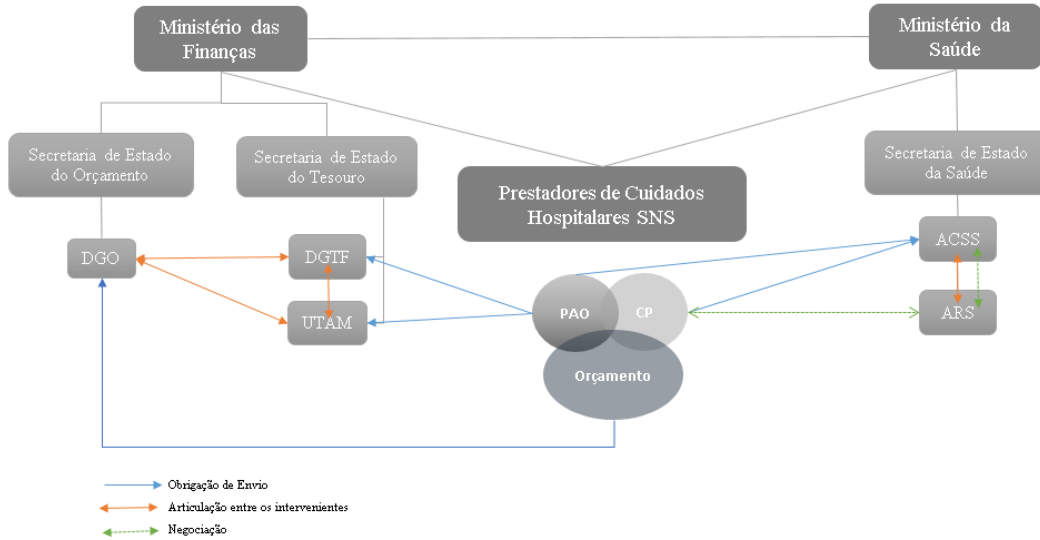 Ministério das
Finanças
Ministério da
Saúde
Secretaria de Estado
do Orçamento
Secretaria de Estado
do Tesouro
Prestadores de Cuidados
Hospitalares SNS
Secretaria de Estado
da Saúde
DGO
DGTF
UTAM
ACSS
ARS
PAO
CP
Orçamento
Obrigação de Envio
Articulação entre os intervenientes
Negociação